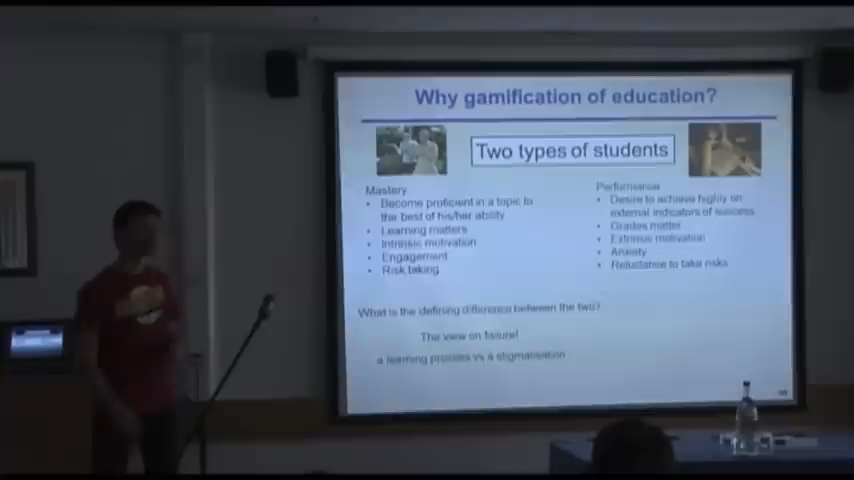 Why gamification of education?
Two types of students
Mastery
• Become proficient in a topic to
the best of his/her ability
• Learning matters
• Intrinsic motivation
• Engagement
• Risk taking
Performance
• Desire to achieve highly on
external indicators of success
• Grades matter
• Extrinsic motivation
• Anxiety
• Reluctance to take risks
What is the defining difference between the two?
The view on failure!
a learning process vs a stigmatisation